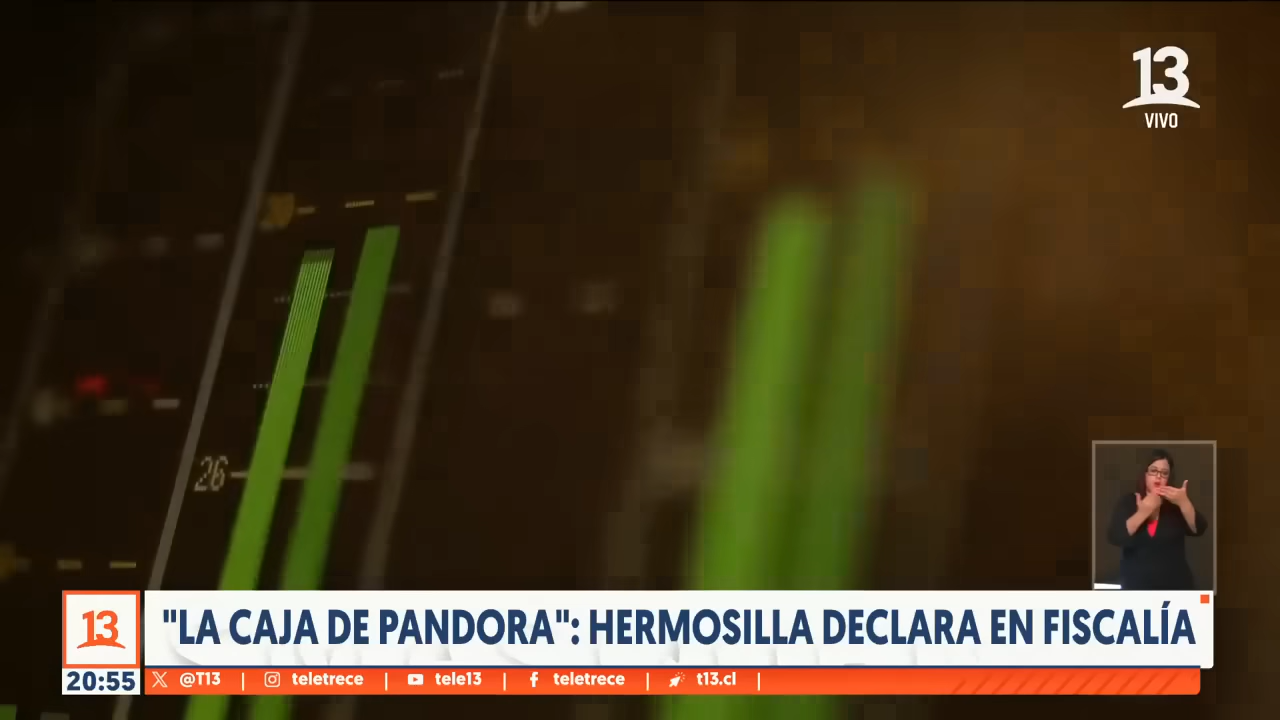 13
VIVO
26
"LA CAJA DE PANDORA": HERMOSILLA DECLARA EN FISCALÍA
13
20:55
@T13 | teletrece | tele13 | teletrece | t13.cl |